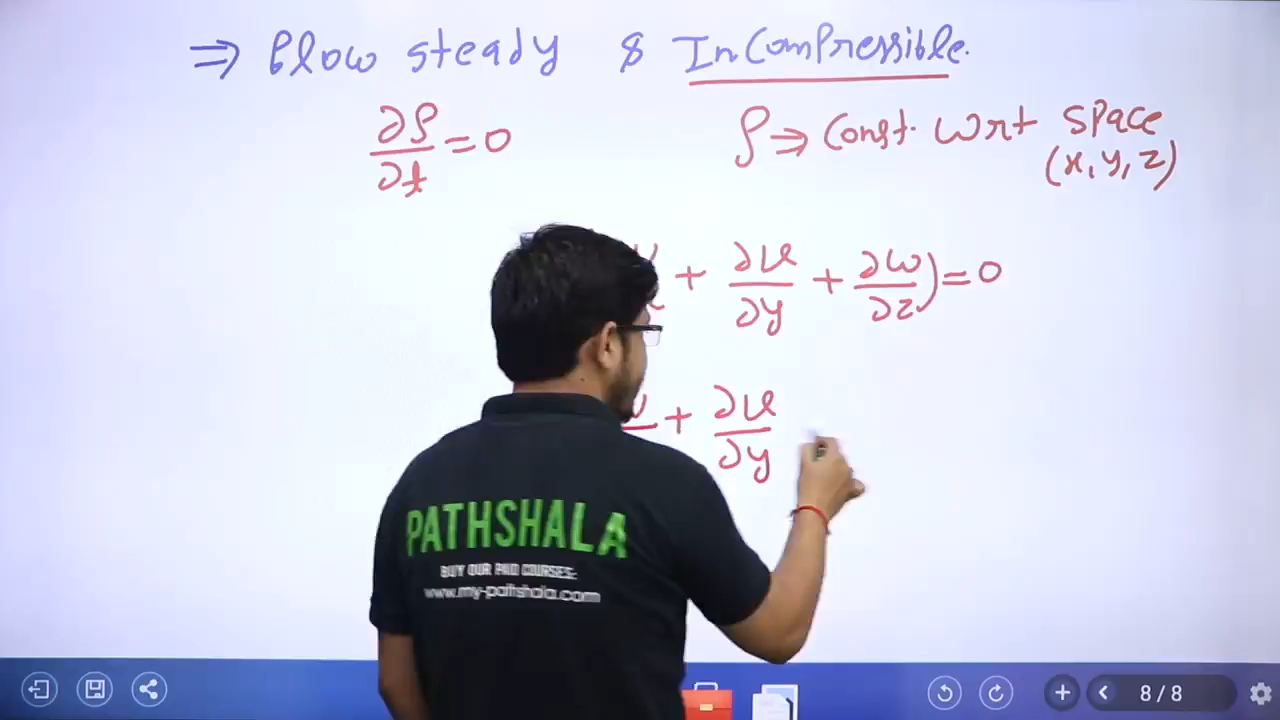 ⇒ Flow steady & InCompressible.
∂ρ/∂t = 0 ρ ⇒ Const. wrt space
(x, y, z)
+ ∂v/∂y + ∂w/∂z) = 0
+ ∂v/∂y
PATHSHALA
BUY OUR PAID COURSES:
www.my-pathshala.com
8 / 8